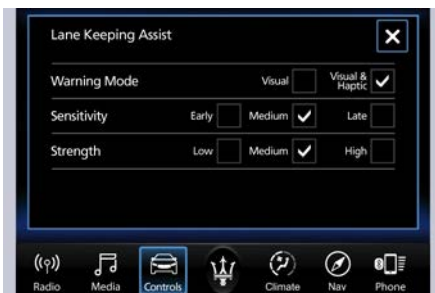 Lane Keeping Assist
Warning Mode Visual Visual & Haptic
Sensitivity Early Medium Late
Strength Low Medium High
Radio Media Controls Climate Nav Phone